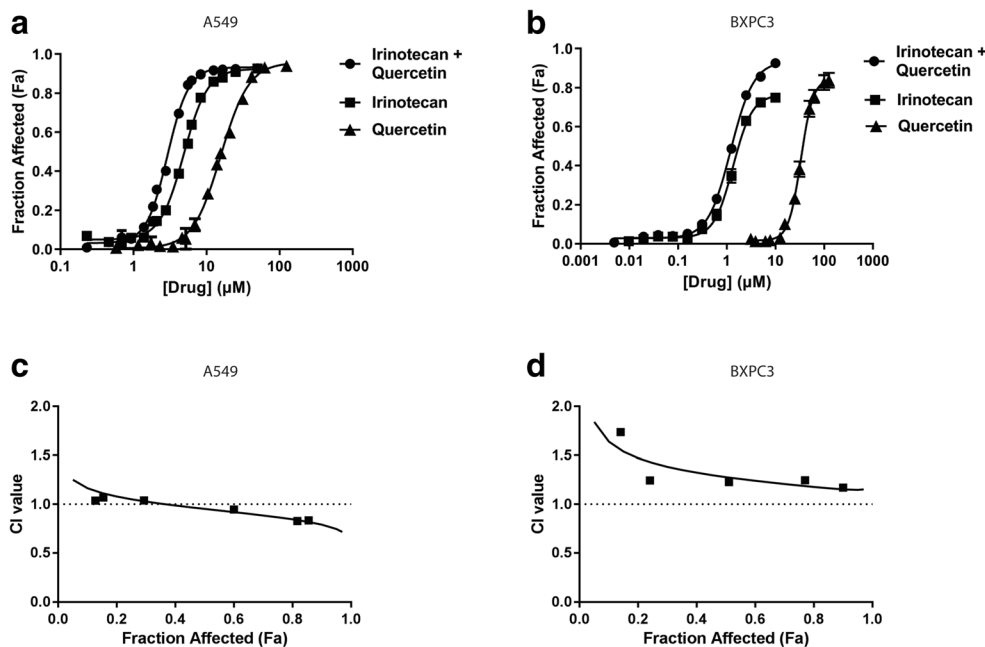 a
A549
Fraction Affected (Fa)
1.0
0.8
0.6
0.4
0.2
0.0
0.1
1
10
100
1000
[Drug] (μM)
Irinotecan +
Quercetin
Irinotecan
Quercetin
b
BXPC3
Fraction Affected (Fa)
1.0
0.8
0.6
0.4
0.2
0.0
0.001
0.01
0.1
1
10
100
1000
[Drug] (μM)
Irinotecan +
Quercetin
Irinotecan
Quercetin
c
A549
CI value
2.0
1.5
1.0
0.5
0.0
0.0
0.2
0.4
0.6
0.8
1.0
Fraction Affected (Fa)
d
BXPC3
CI value
2.0
1.5
1.0
0.5
0.0
0.0
0.2
0.4
0.6
0.8
1.0
Fraction Affected (Fa)